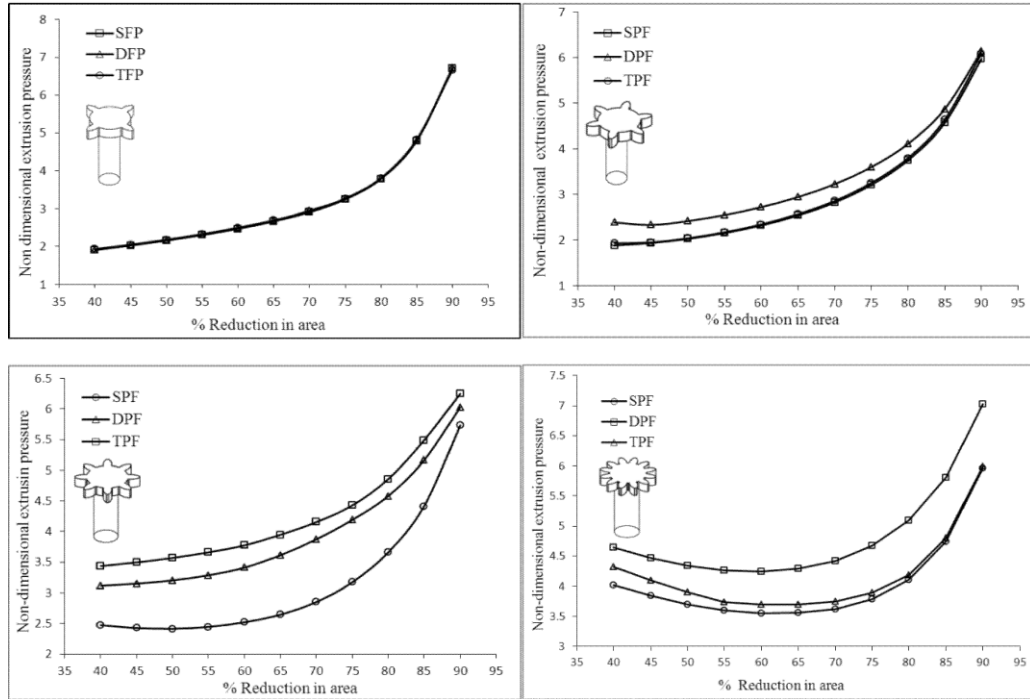 8
7
6
5
4
3
2
1
Non dimensional extrusion pressure
SFP
DFP
TFP
35 40 45 50 55 60 65 70 75 80 85 90 95
% Reduction in area
7
6
5
4
3
2
1
Non-dimensional extrusion pressure
SPF
DPF
TPF
35 40 45 50 55 60 65 70 75 80 85 90 95
% Reduction in area
6.5
6
5.5
5
4.5
4
3.5
3
2.5
2
Non-dimensional extrusin pressure
SPF
DPF
TPF
35 40 45 50 55 60 65 70 75 80 85 90 95
% Reduction in area
7.5
7
6.5
6
5.5
5
4.5
4
3.5
3
Non-dimensional extrusion pressure
SPF
DPF
TPF
35 40 45 50 55 60 65 70 75 80 85 90 95
% Reduction in area